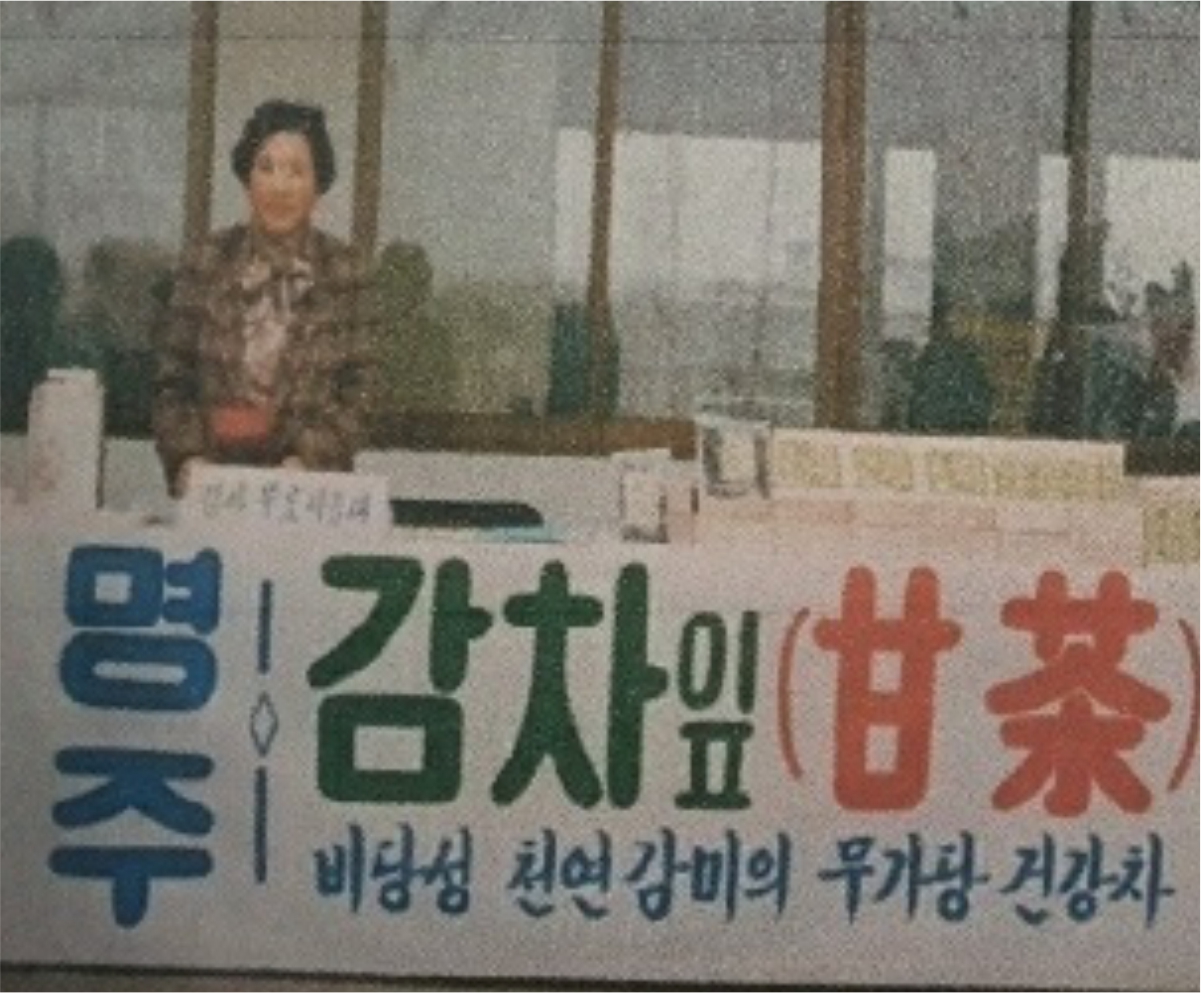 명주
감차잎(甘茶)
비당성 천연감미의 무가당 건강차